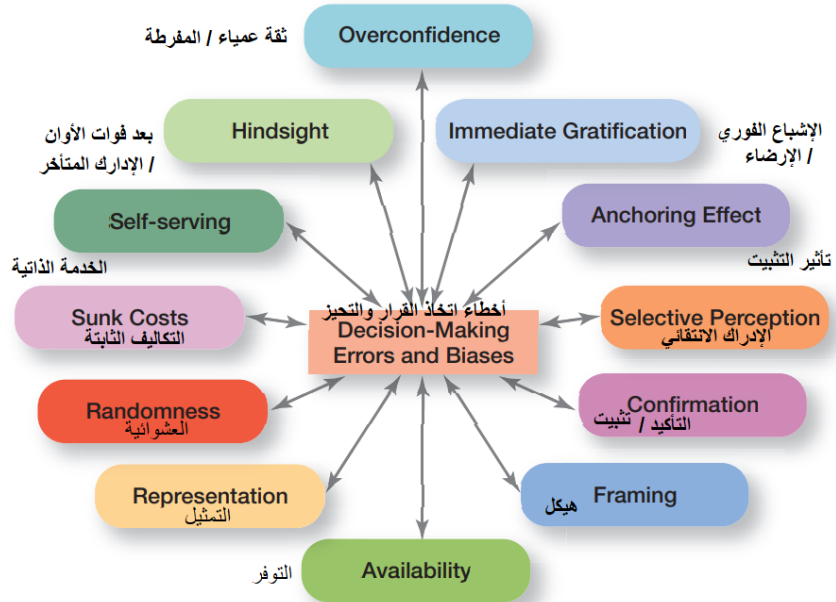 Overconfidence
ثقة عمياء / المفرطة
Hindsight
بعد فوات الأوان
/ الإدارك المتأخر
Immediate Gratification
الإشباع الفوري
/ الإرضاء
Self-serving
الخدمة الذاتية
Anchoring Effect
تأثير التثبيت
Sunk Costs
التكاليف الثابتة
أخطاء اتخاذ القرار والتحيز
Decision-Making
Errors and Biases
Selective Perception
الإدراك الانتقائي
Randomness
العشوائية
Confirmation
التأكيد / تثبيت
Representation
التمثيل
Framing
هيكل
Availability
التوفر